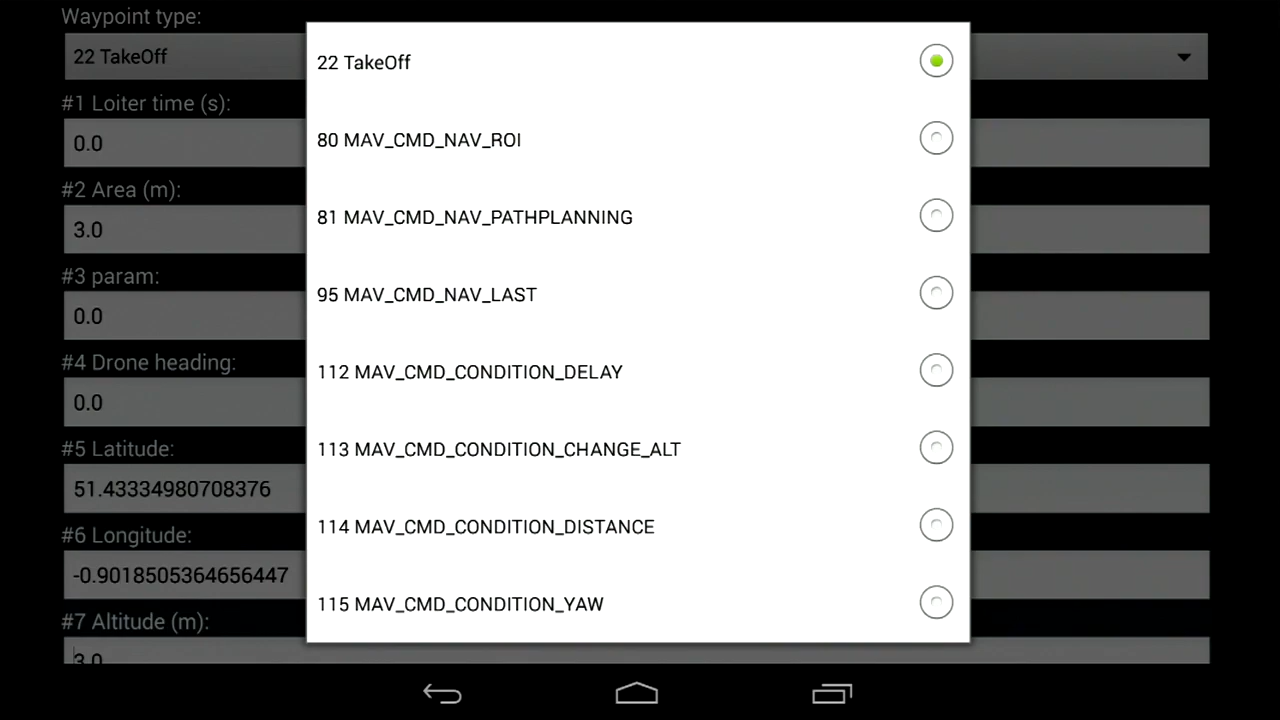 Waypoint type:
22 TakeOff
#1 Loiter time (s):
0.0
#2 Area (m):
3.0
#3 param:
0.0
#4 Drone heading:
0.0
#5 Latitude:
51.43334980708376
#6 Longitude:
-0.9018505364656447
#7 Altitude (m):
3.0
22 TakeOff
80 MAV_CMD_NAV_ROI
81 MAV_CMD_NAV_PATHPLANNING
95 MAV_CMD_NAV_LAST
112 MAV_CMD_CONDITION_DELAY
113 MAV_CMD_CONDITION_CHANGE_ALT
114 MAV_CMD_CONDITION_DISTANCE
115 MAV_CMD_CONDITION_YAW